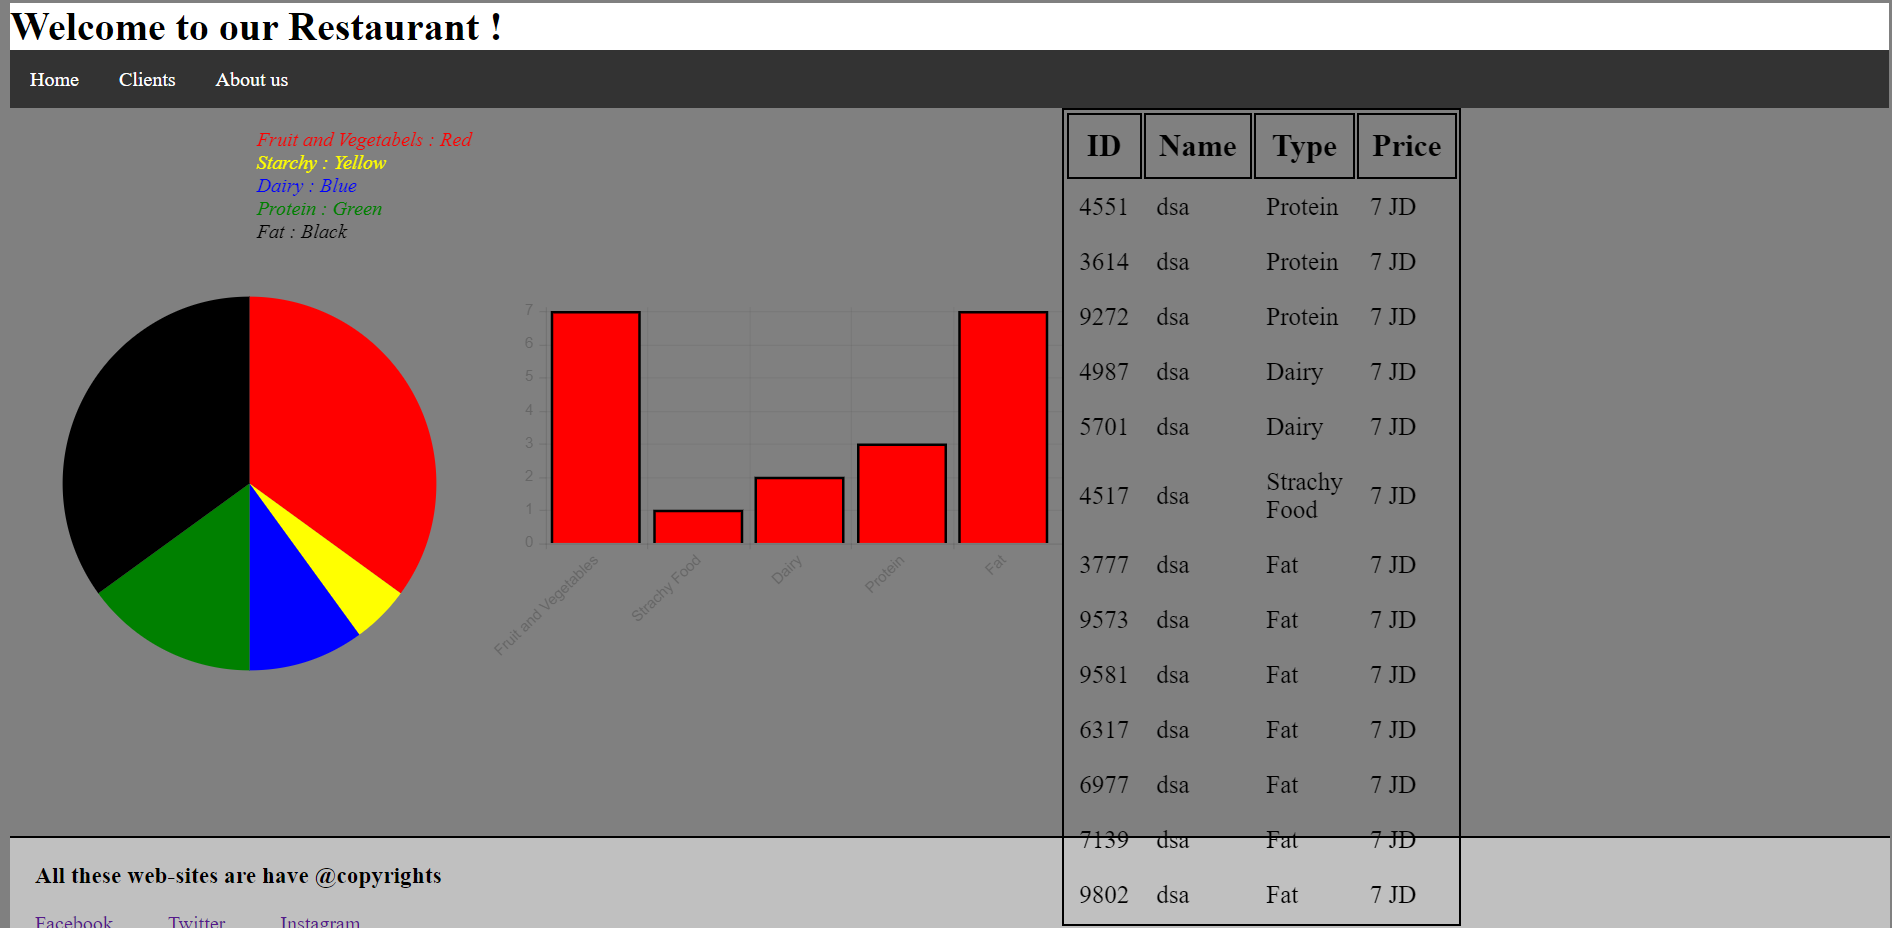 Welcome to our Restaurant !
Home Clients About us
Fruit and Vegetabels : Red
Starchy : Yellow
Dairy : Blue
Protein : Green
Fat : Black
7
6
5
4
3
2
1
0
Fruit and Vegetables
Strachy Food
Dairy
Protein
Fat
ID Name Type Price
4551 dsa Protein 7 JD
3614 dsa Protein 7 JD
9272 dsa Protein 7 JD
4987 dsa Dairy 7 JD
5701 dsa Dairy 7 JD
4517 dsa Strachy Food 7 JD
3777 dsa Fat 7 JD
9573 dsa Fat 7 JD
9581 dsa Fat 7 JD
6317 dsa Fat 7 JD
6977 dsa Fat 7 JD
7139 dsa Fat 7 JD
9802 dsa Fat 7 JD
All these web-sites are have @copyrights
Facebook Twitter Instagram